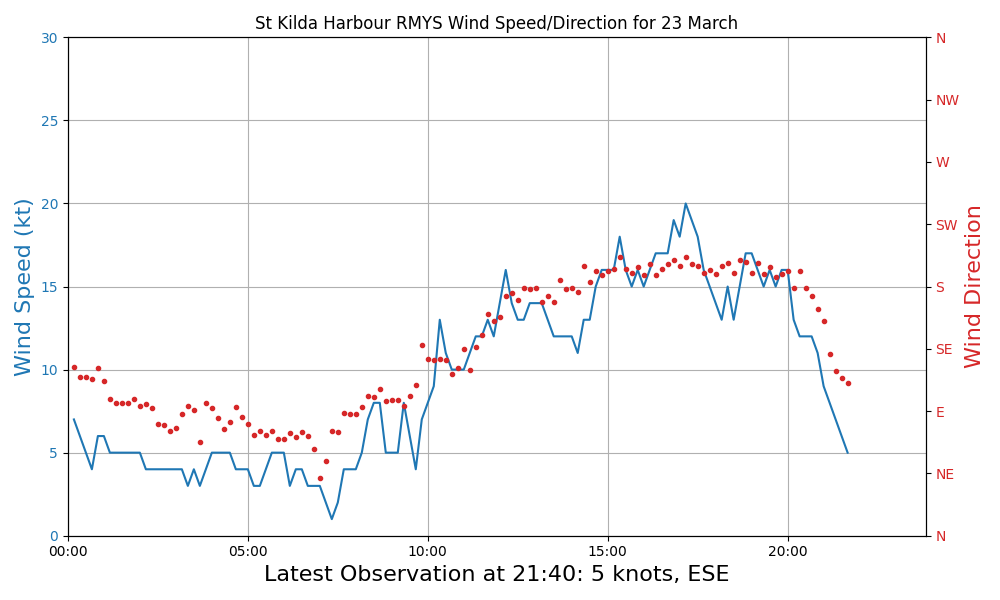 St Kilda Harbour RMYS Wind Speed/Direction for 23 March
30
25
20
15
10
5
0
Wind Speed (kt)
N
NW
W
SW
S
SE
E
NE
N
Wind Direction
00:00 05:00 10:00 15:00 20:00
Latest Observation at 21:40: 5 knots, ESE